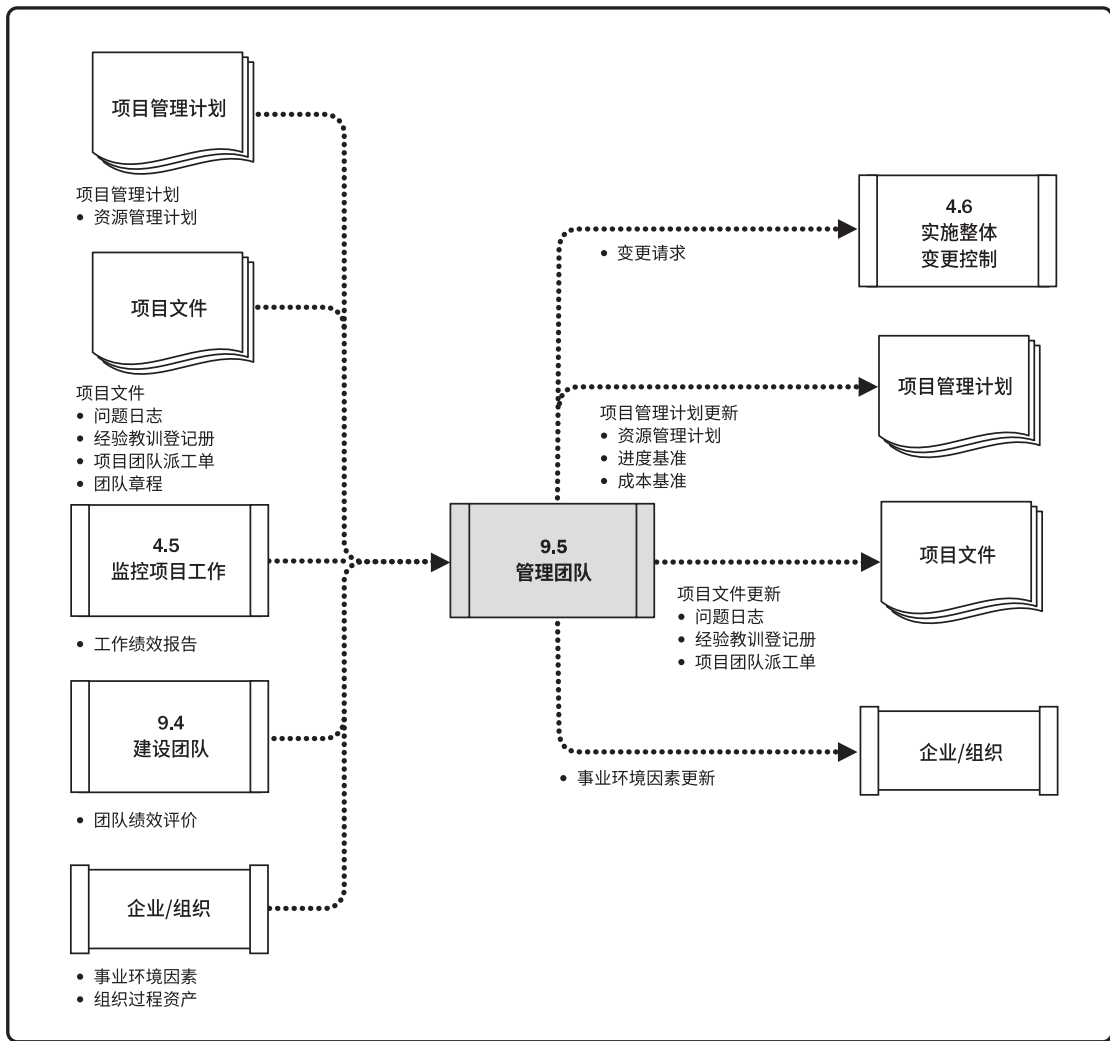 项目管理计划
项目管理计划
• 资源管理计划
项目文件
项目文件
• 问题日志
• 经验教训登记册
• 项目团队派工单
• 团队章程
4.5
监控项目工作
• 工作绩效报告
9.4
建设团队
• 团队绩效评价
企业/组织
• 事业环境因素
• 组织过程资产
9.5
管理团队
• 变更请求
4.6
实施整体
变更控制
项目管理计划更新
• 资源管理计划
• 进度基准
• 成本基准
项目管理计划
项目文件更新
• 问题日志
• 经验教训登记册
• 项目团队派工单
项目文件
• 事业环境因素更新
企业/组织